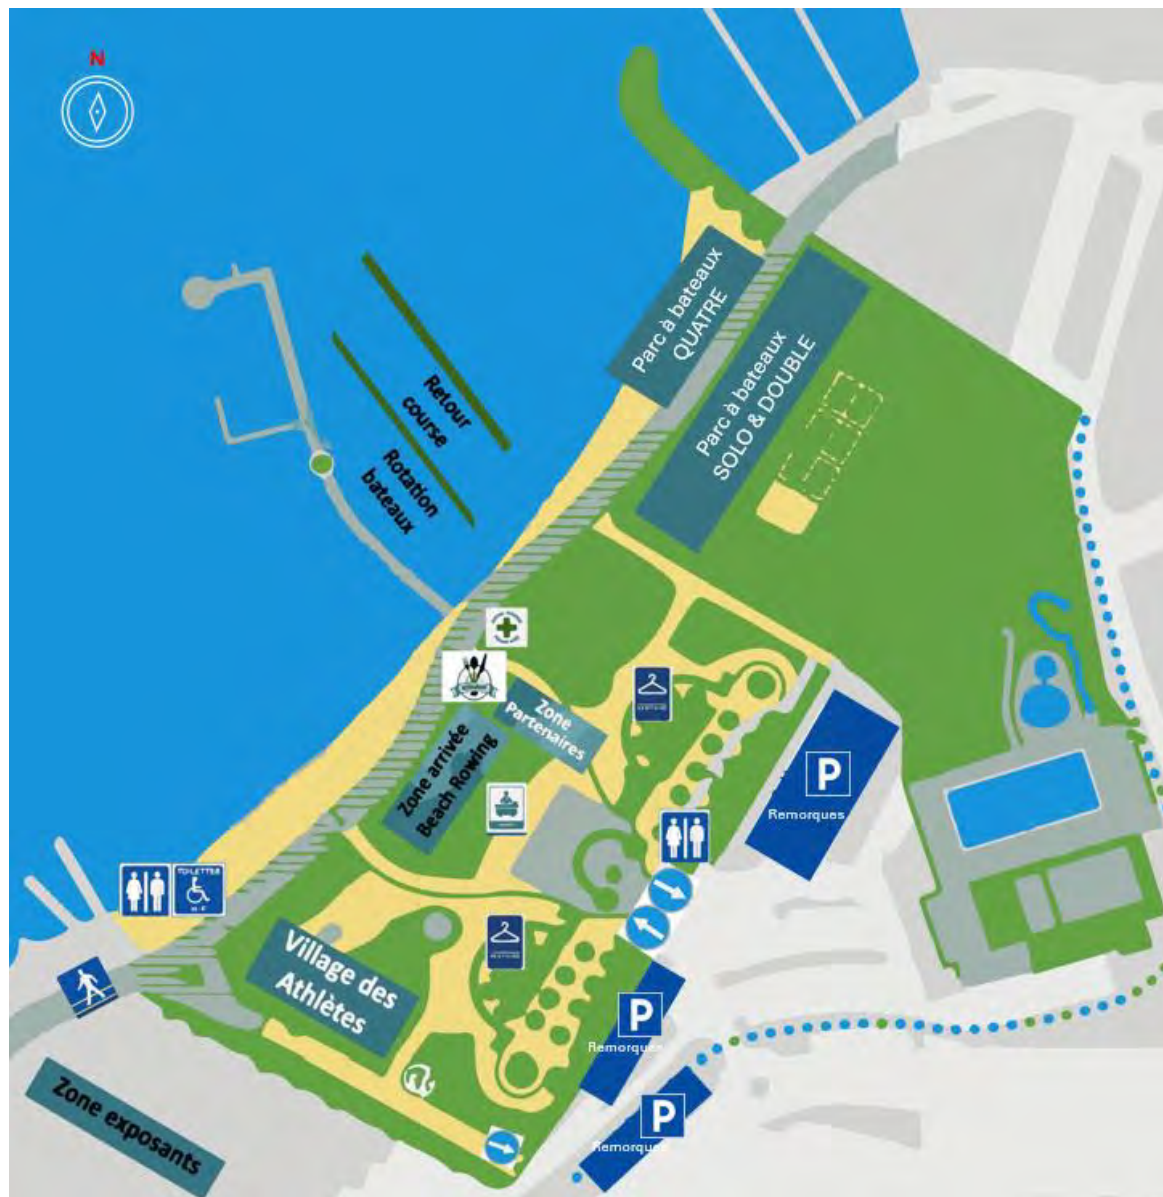 N
Parc à bateaux
QUATRE
Parc à bateaux
SOLO & DOUBLE
Retour
course
Rotation
bateaux
Zone
Partenaires
Zone arrivée
Beach Rowing
P
Remorques
TOILETTES
Village des
Athlètes
P
Remorques
Zone exposants
P
Remorques